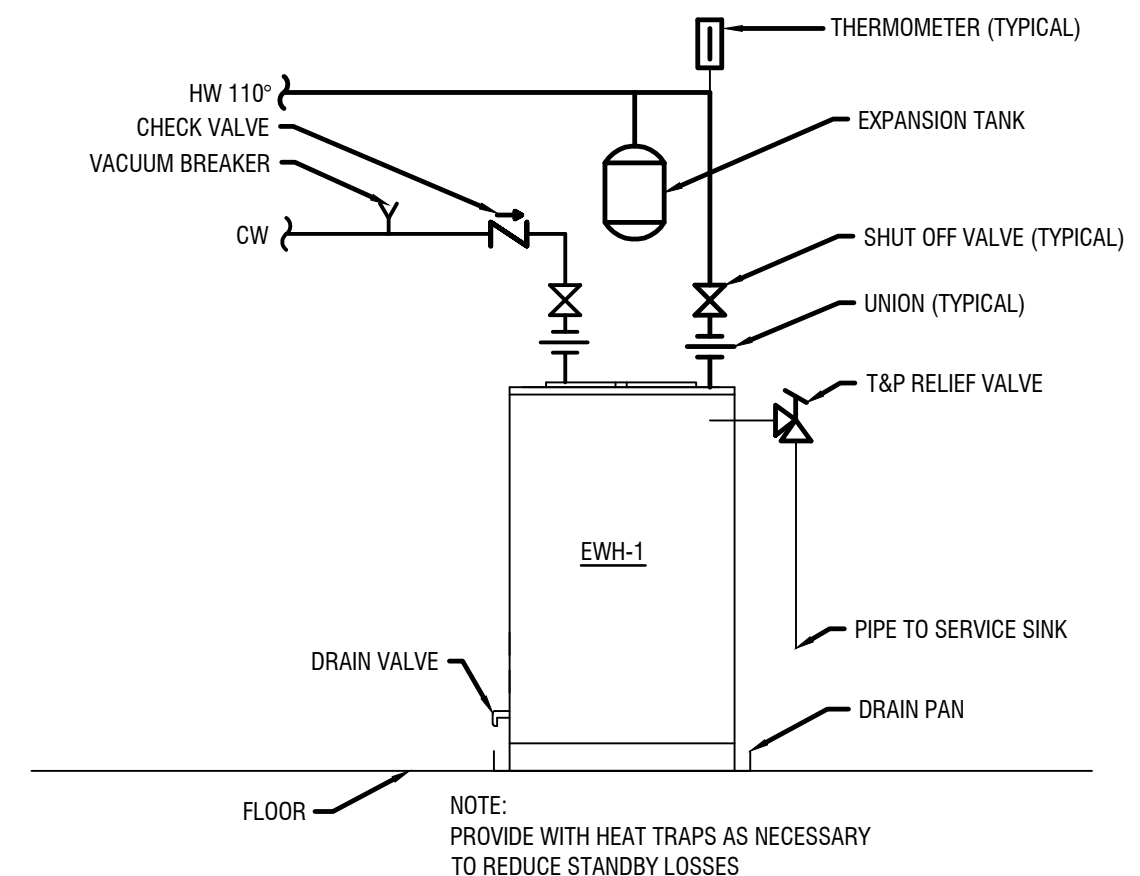 THERMOMETER (TYPICAL)
HW 110°
CHECK VALVE
EXPANSION TANK
VACUUM BREAKER
CW
SHUT OFF VALVE (TYPICAL)
UNION (TYPICAL)
T&P RELIEF VALVE
EWH-1
PIPE TO SERVICE SINK
DRAIN VALVE
DRAIN PAN
FLOOR
NOTE:
PROVIDE WITH HEAT TRAPS AS NECESSARY
TO REDUCE STANDBY LOSSES